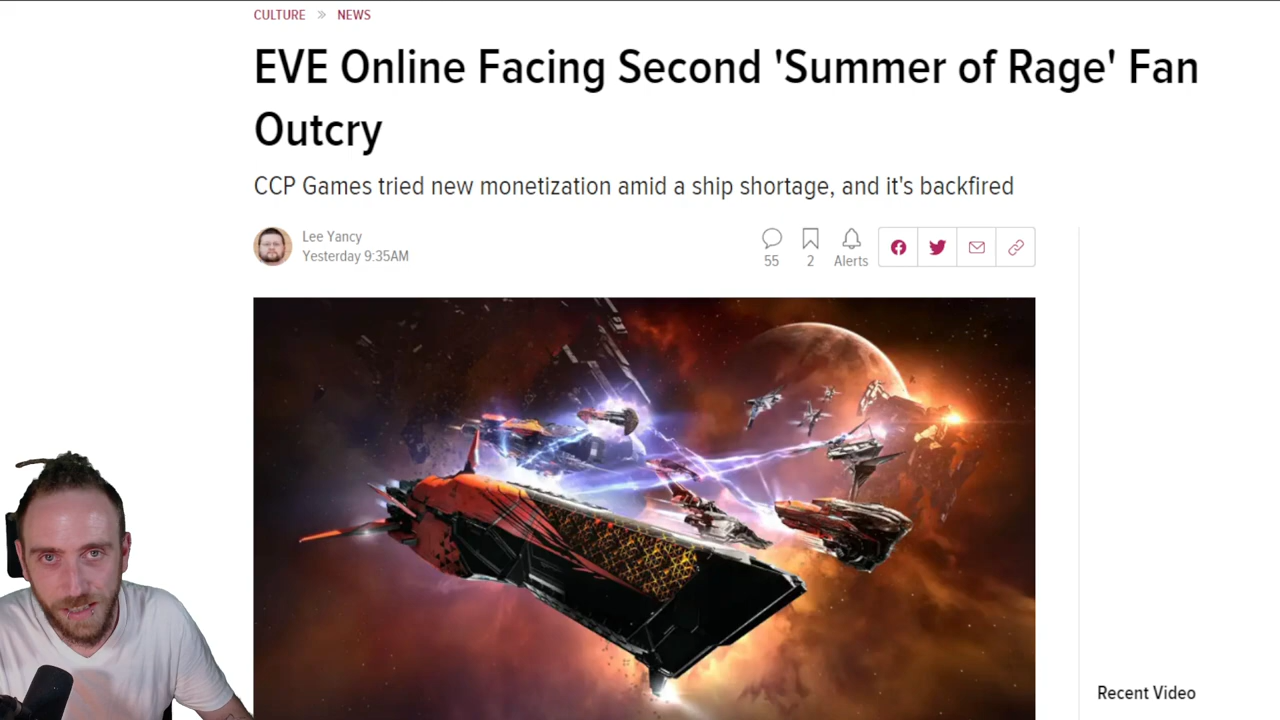 CULTURE » NEWS
EVE Online Facing Second 'Summer of Rage' Fan
Outcry
CCP Games tried new monetization amid a ship shortage, and it's backfired
Lee Yancy
Yesterday 9:35AM
55
2
Alerts
Recent Video